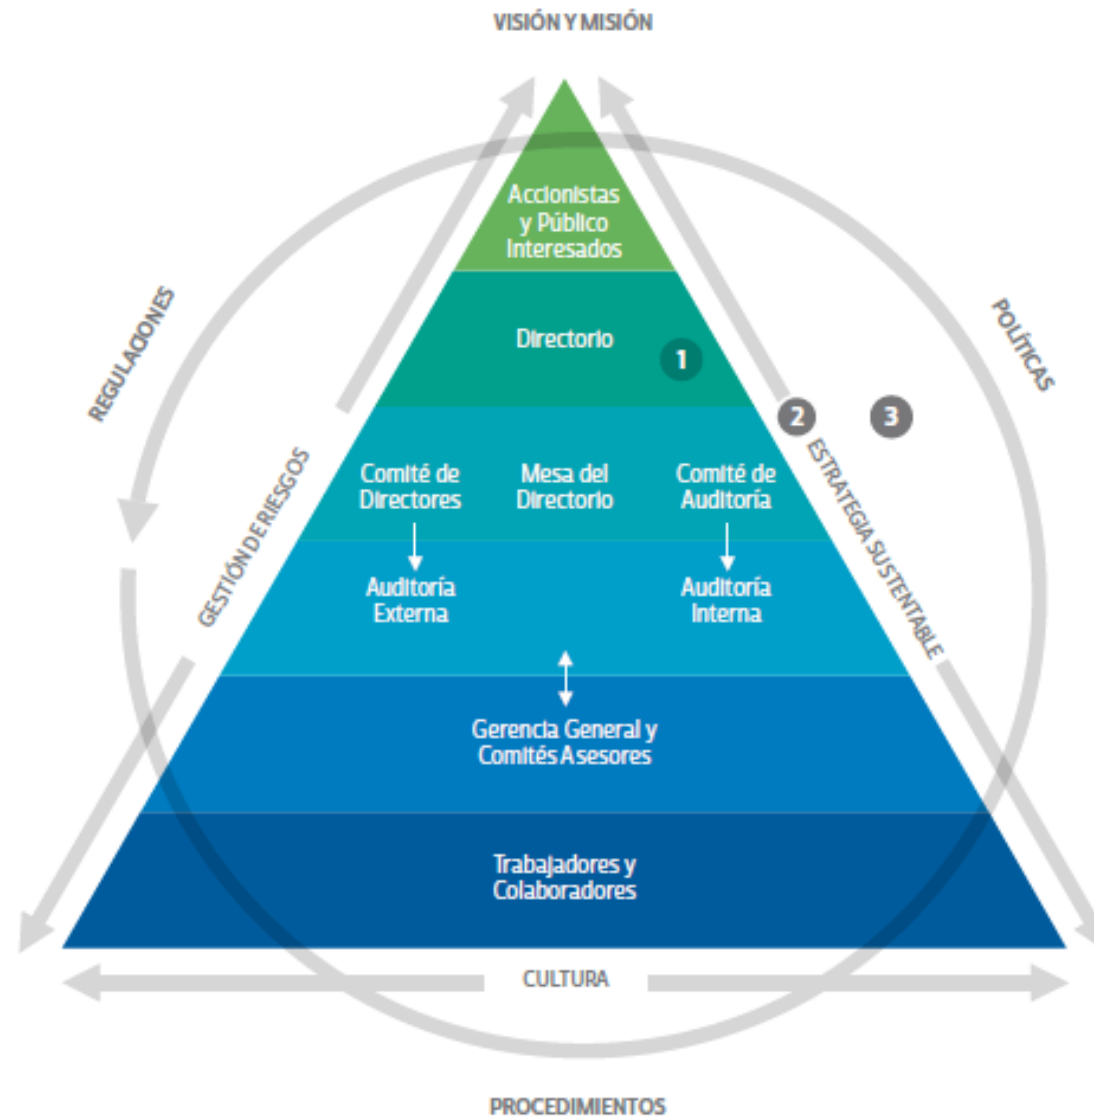 VISIÓN Y MISIÓN
Accionistas
y Público
Interesados
REGULACIONES
POLÍTICAS
Directorio
1
2
3
GESTIÓN DE RIESGOS
ESTRATEGIA SUSTENTABLE
Comité de
Directores
Mesa del
Directorio
Comité de
Auditoría
Auditoría
Externa
Auditoría
Interna
Gerencia General y
Comités Asesores
Trabajadores y
Colaboradores
CULTURA
PROCEDIMIENTOS